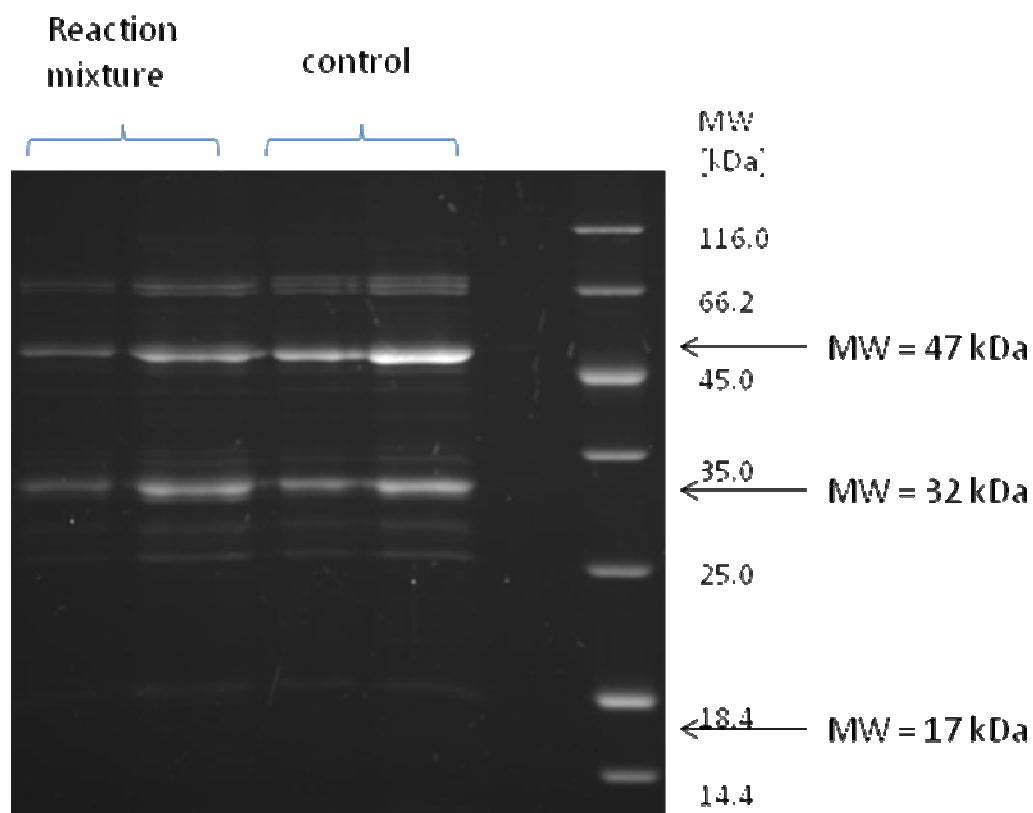 Reaction
mixture
control
MW
[kDa]
116.0
66.2
MW = 47 kDa
45.0
35.0
MW = 32 kDa
25.0
18.4
MW = 17 kDa
14.4